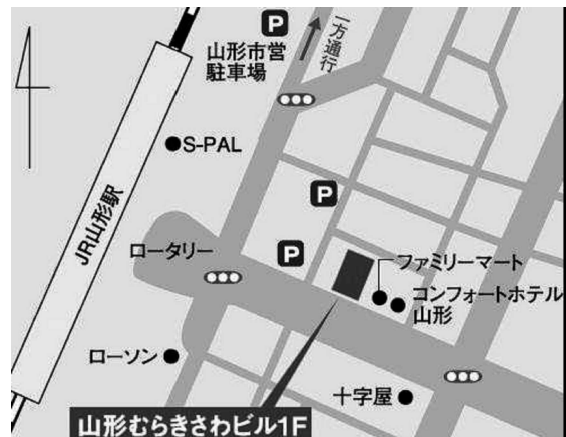 P
山形市営
駐車場
一方通行
S-PAL
JR山形駅
P
ロータリー
P
ファミリーマート
コンフォートホテル
山形
ローソン
十字屋
山形むらきさわビル1F